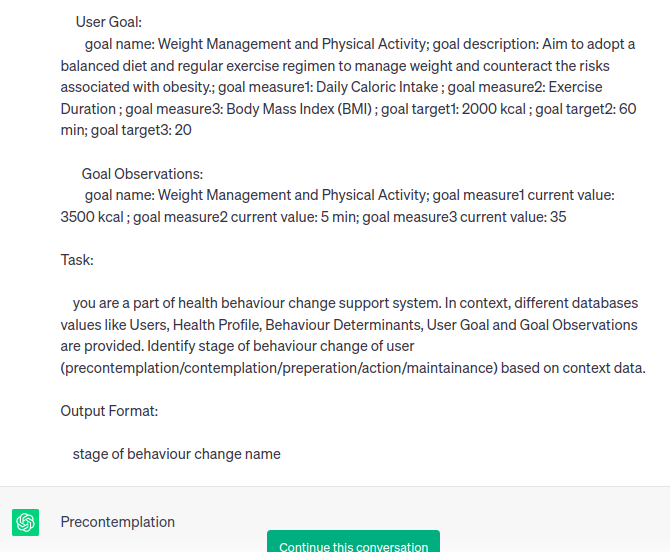 User Goal:
goal name: Weight Management and Physical Activity; goal description: Aim to adopt a
balanced diet and regular exercise regimen to manage weight and counteract the risks
associated with obesity.; goal measure1: Daily Caloric Intake ; goal measure2: Exercise
Duration ; goal measure3: Body Mass Index (BMI) ; goal target1: 2000 kcal ; goal target2: 60
min; goal target3: 20
Goal Observations:
goal name: Weight Management and Physical Activity; goal measure1 current value:
3500 kcal ; goal measure2 current value: 5 min; goal measure3 current value: 35
Task:
you are a part of health behaviour change support system. In context, different databases
values like Users, Health Profile, Behaviour Determinants, User Goal and Goal Observations
are provided. Identify stage of behaviour change of user
(precontemplation/contemplation/preperation/action/maintainance) based on context data.
Output Format:
stage of behaviour change name
Precontemplation
Continue this conversation